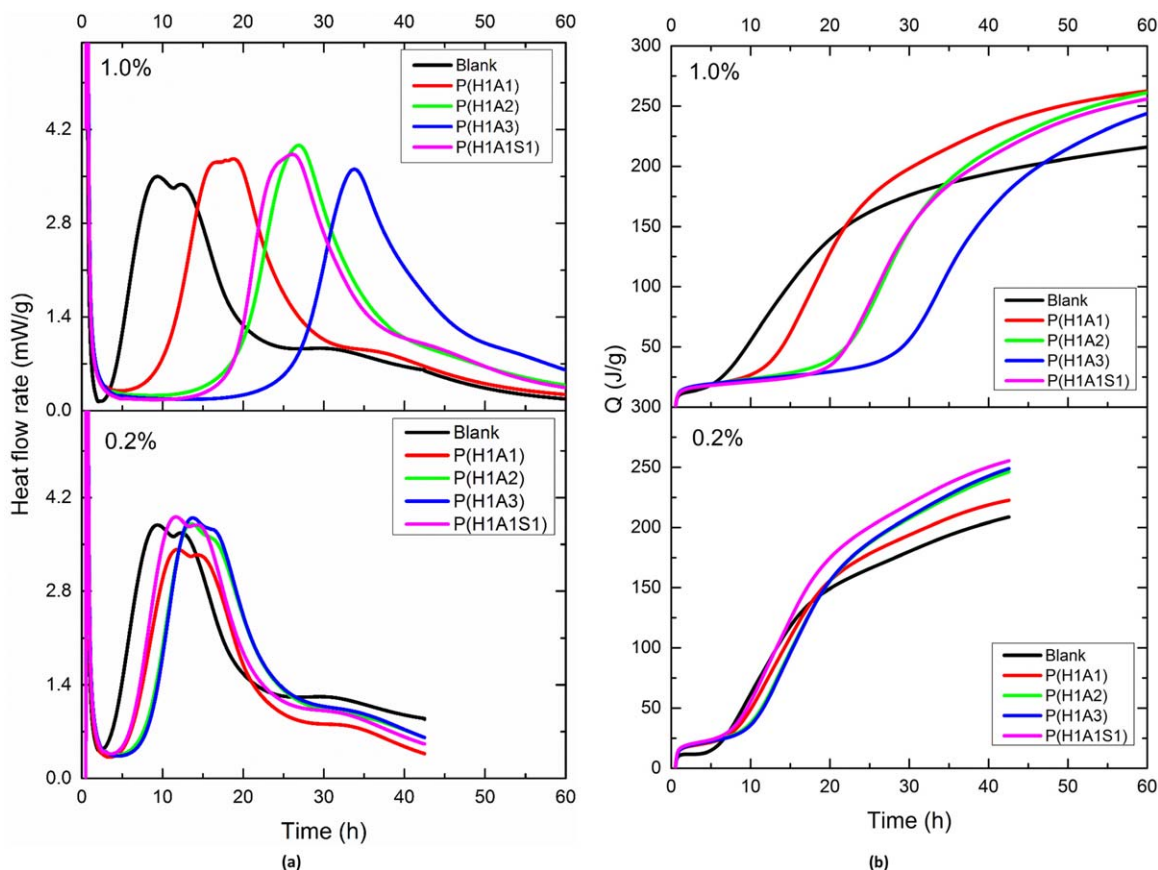 0 10 20 30 40 50 60
1.0%
Blank
P(H1A1)
P(H1A2)
P(H1A3)
P(H1A1S1)
4.2
2.8
1.4
0.0
0.2%
Blank
P(H1A1)
P(H1A2)
P(H1A3)
P(H1A1S1)
4.2
2.8
1.4
0.0
0 10 20 30 40 50 60
Heat flow rate (mW/g)
Time (h)
(a)
0 10 20 30 40 50 60
300
1.0%
250
200
150
100
50
300
Blank
P(H1A1)
P(H1A2)
P(H1A3)
P(H1A1S1)
0.2%
250
200
150
100
50
0
Blank
P(H1A1)
P(H1A2)
P(H1A3)
P(H1A1S1)
0 10 20 30 40 50 60
Q (J/g)
Time (h)
(b)